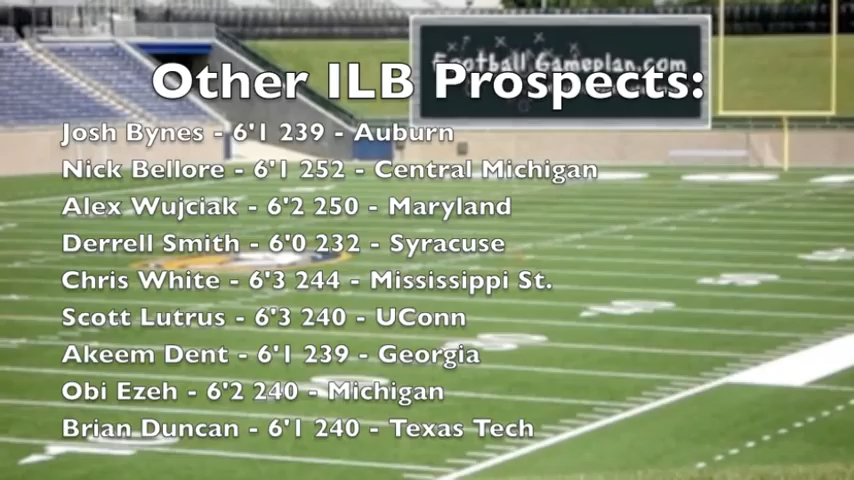 Football Gameplan.com
Other ILB Prospects:
Josh Bynes - 6'1 239 - Auburn
Nick Bellore - 6'1 252 - Central Michigan
Alex Wujciak - 6'2 250 - Maryland
Derrell Smith - 6'0 232 - Syracuse
Chris White - 6'3 244 - Mississippi St.
Scott Lutrus - 6'3 240 - UConn
Akeem Dent - 6'1 239 - Georgia
Obi Ezeh - 6'2 240 - Michigan
Brian Duncan - 6'1 240 - Texas Tech